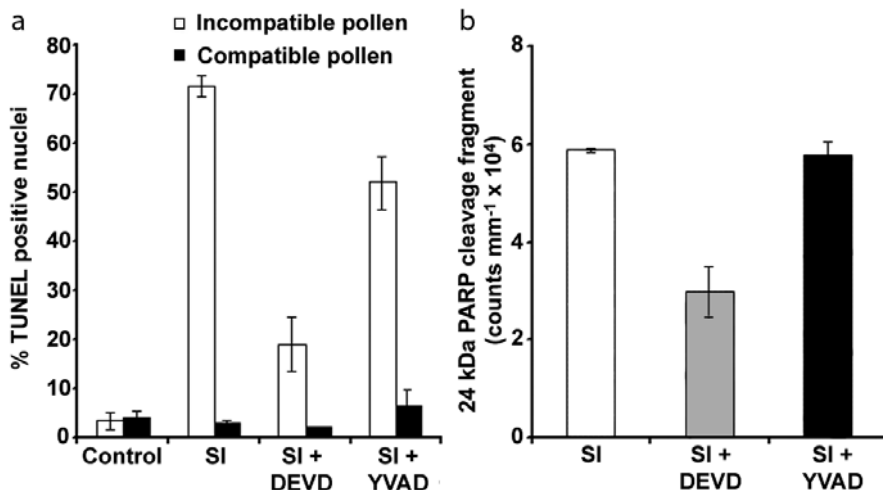 a
Incompatible pollen
Compatible pollen
% TUNEL positive nuclei
70
60
50
40
30
20
10
0
Control
SI
SI +
DEVD
SI +
YVAD
b
24 kDa PARP cleavage fragment
(counts mm⁻¹ x 10⁴)
8
6
4
2
0
SI
SI +
DEVD
SI +
YVAD